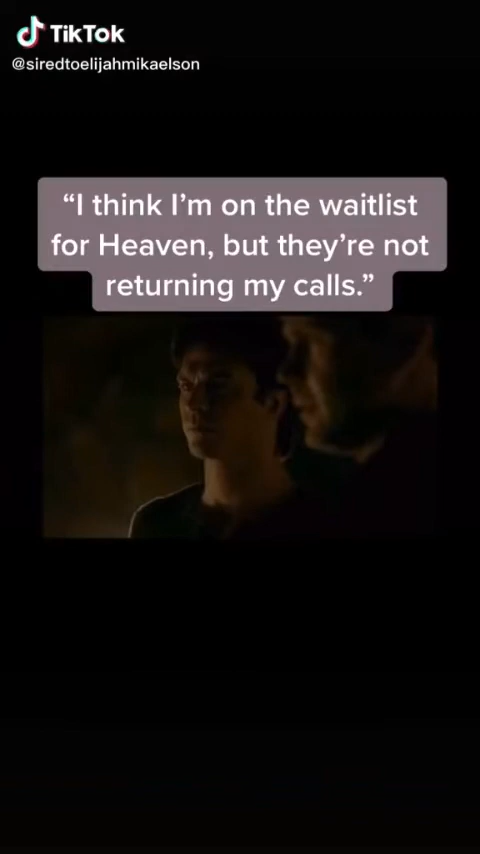 TikTok
@siredtoelijahmikaelson
“I think I’m on the waitlist
for Heaven, but they’re not
returning my calls.”